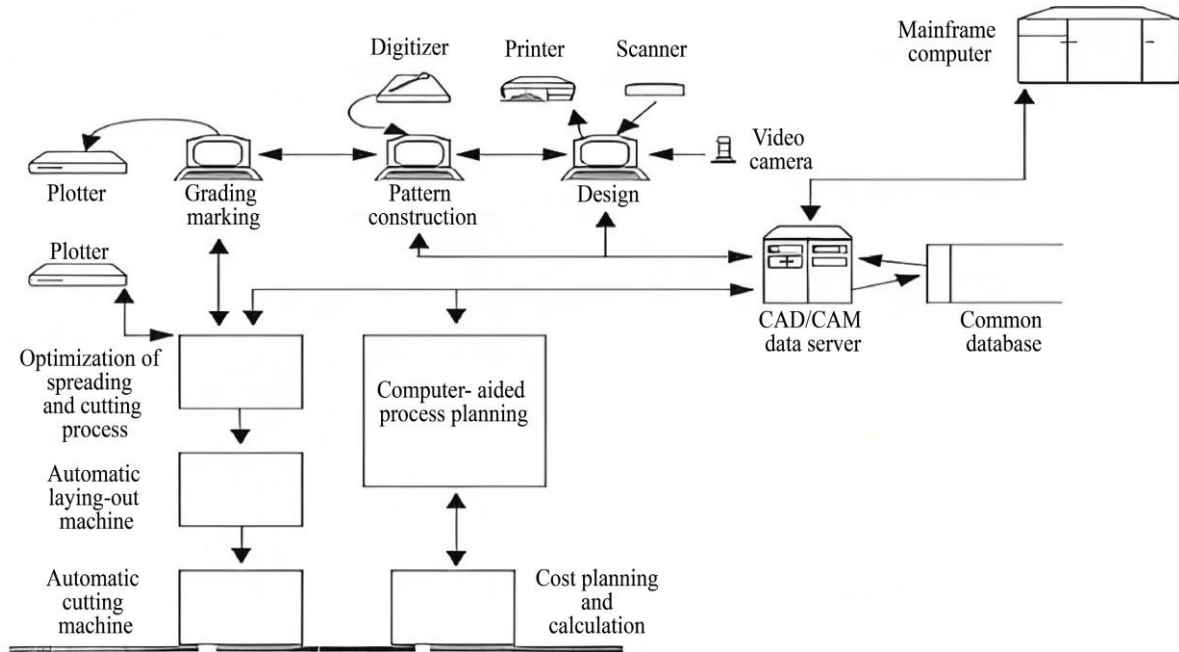 Digitizer
Printer
Scanner
Mainframe
computer
Video
camera
Plotter
Grading
marking
Pattern
construction
Design
Plotter
CAD/CAM
data server
Common
database
Optimization of
spreading
and cutting
process
Computer- aided
process planning
Automatic
laying-out
machine
Automatic
cutting
machine
Cost planning
and
calculation